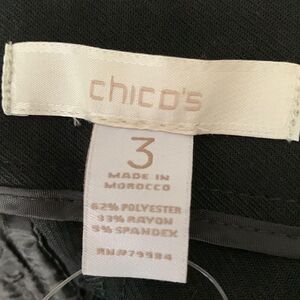 chico's
3
MADE IN
MOROCCO
62% POLYESTER
33% RAYON
5% SPANDEX
RN#79984